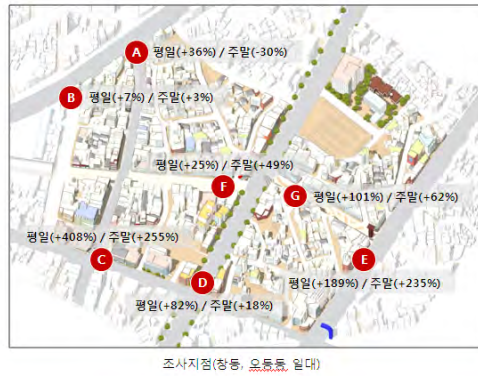 A 평일(+36%) / 주말(-30%)
B 평일(+7%) / 주말(+3%)
평일(+25%) / 주말(+49%)
F
G 평일(+101%) / 주말(+62%)
평일(+408%) / 주말(+255%)
C
E
D 평일(+189%) / 주말(+235%)
평일(+82%) / 주말(+18%)
조사지점(창동, 오동동 일대)